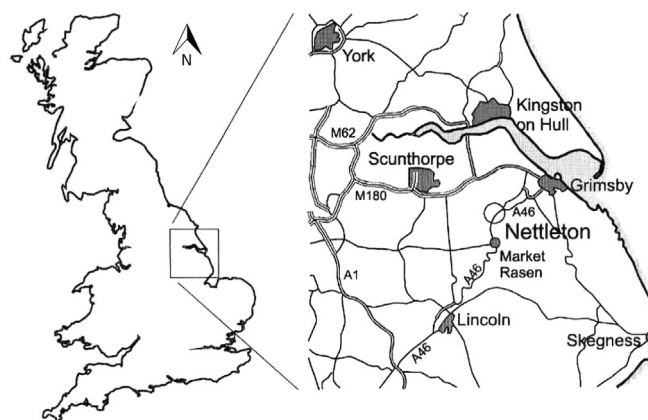 N
York
Kingston
on Hull
M62
Scunthorpe
M180
Grimsby
A46
Nettleton
Market
Rasen
A1
A46
Lincoln
A46
Skegness